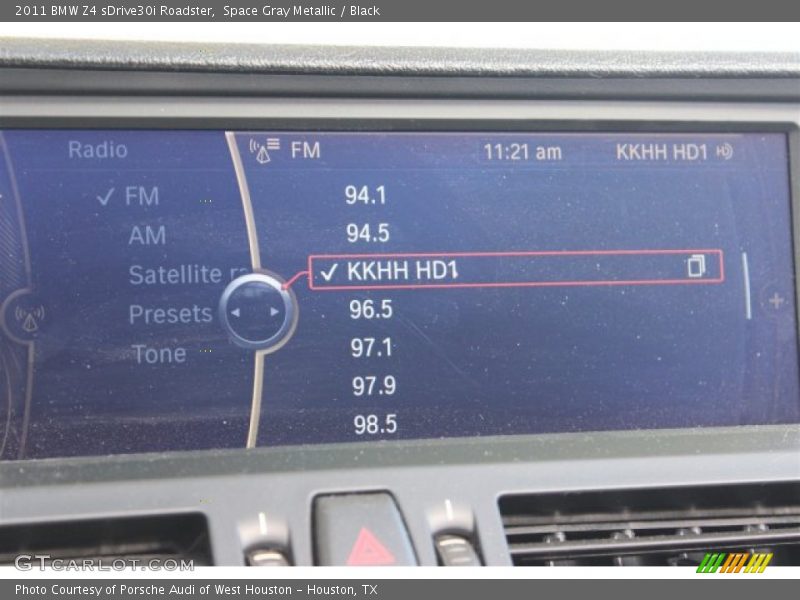 2011 BMW Z4 sDrive30i Roadster, Space Gray Metallic / Black
Radio
FM
AM
Satellite ra
Presets
Tone
FM
11:21 am
KKHH HD1
94.1
94.5
KKHH HD1
96.5
97.1
97.9
98.5
GTcarlot.com
Photo Courtesy of Porsche Audi of West Houston - Houston, TX